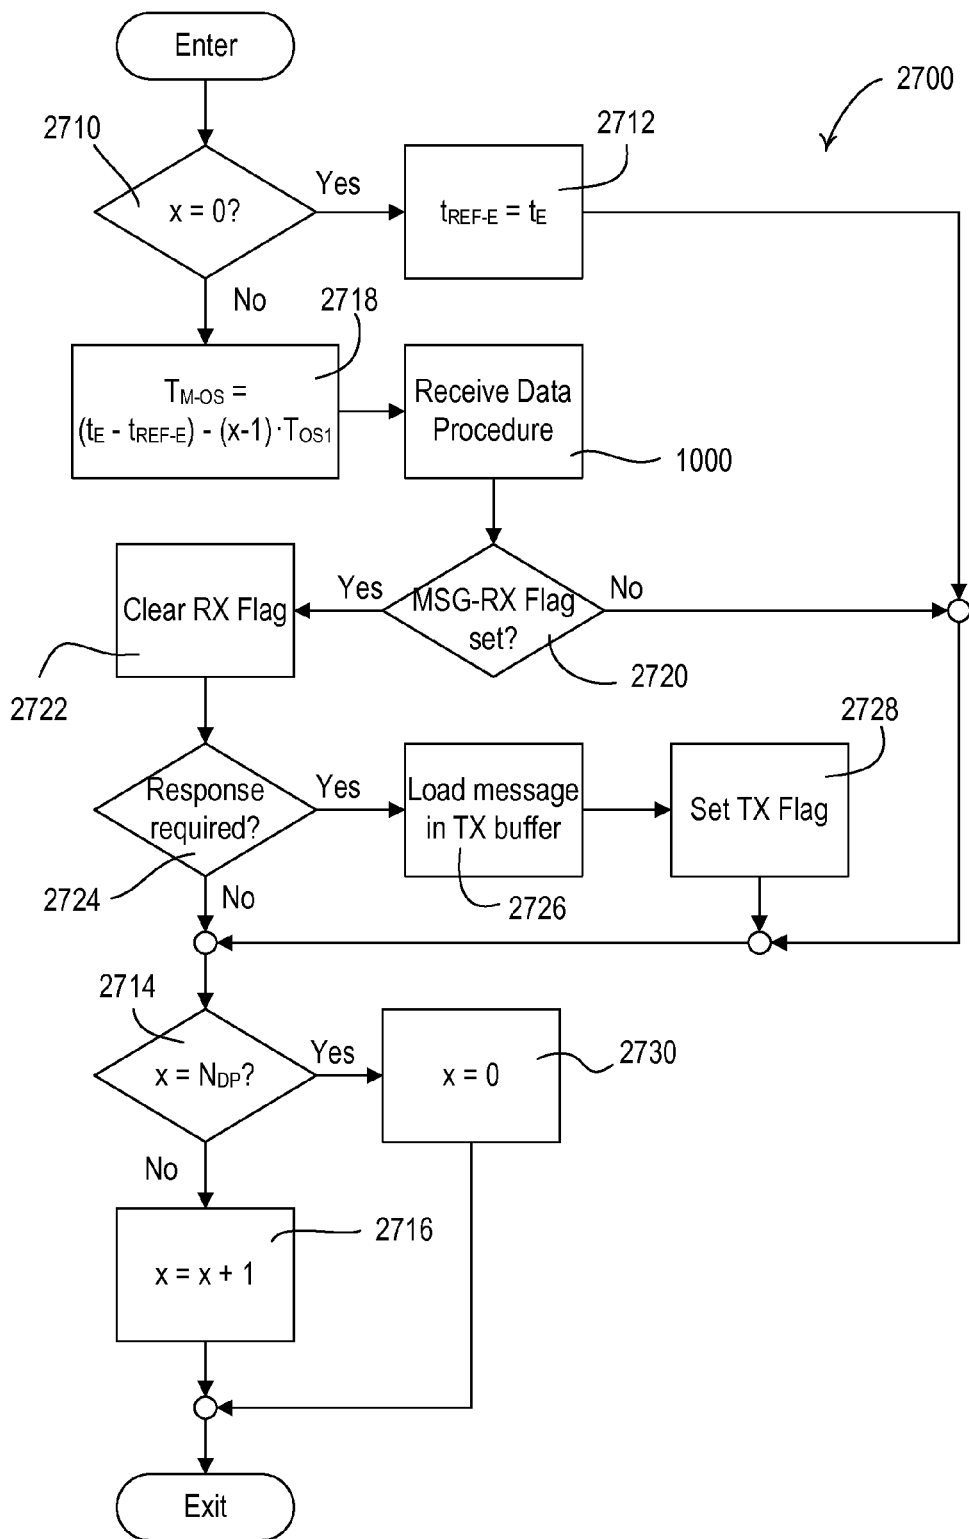 Enter
2700
2710
2712
x = 0?
Yes
tREF-E = tE
No
2718
TM-OS =
(tE - tREF-E) - (x-1)·TOS1
Receive Data
Procedure
1000
Clear RX Flag
Yes
MSG-RX Flag
set?
No
2720
2722
2728
Response
required?
Yes
Load message
in TX buffer
Set TX Flag
2724
No
2726
2714
x = NDP?
Yes
x = 0
2730
No
2716
x = x + 1
Exit